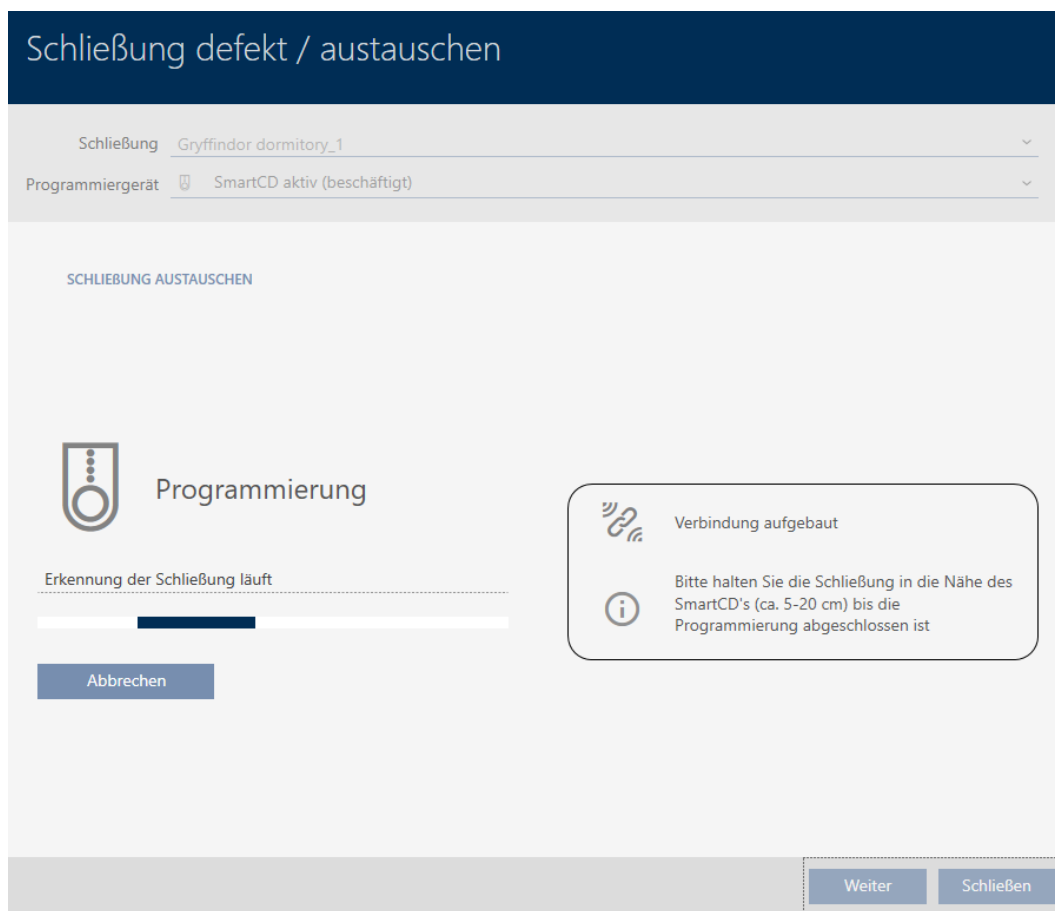 Schließung defekt / austauschen
Schließung Gryffindor dormitory_1
Programmiergerät SmartCD aktiv (beschäftigt)
SCHLIEßUNG AUSTAUSCHEN
Programmierung
Erkennung der Schließung läuft
Abbrechen
Verbindung aufgebaut
Bitte halten Sie die Schließung in die Nähe des
SmartCD's (ca. 5-20 cm) bis die
Programmierung abgeschlossen ist
Weiter
Schließen